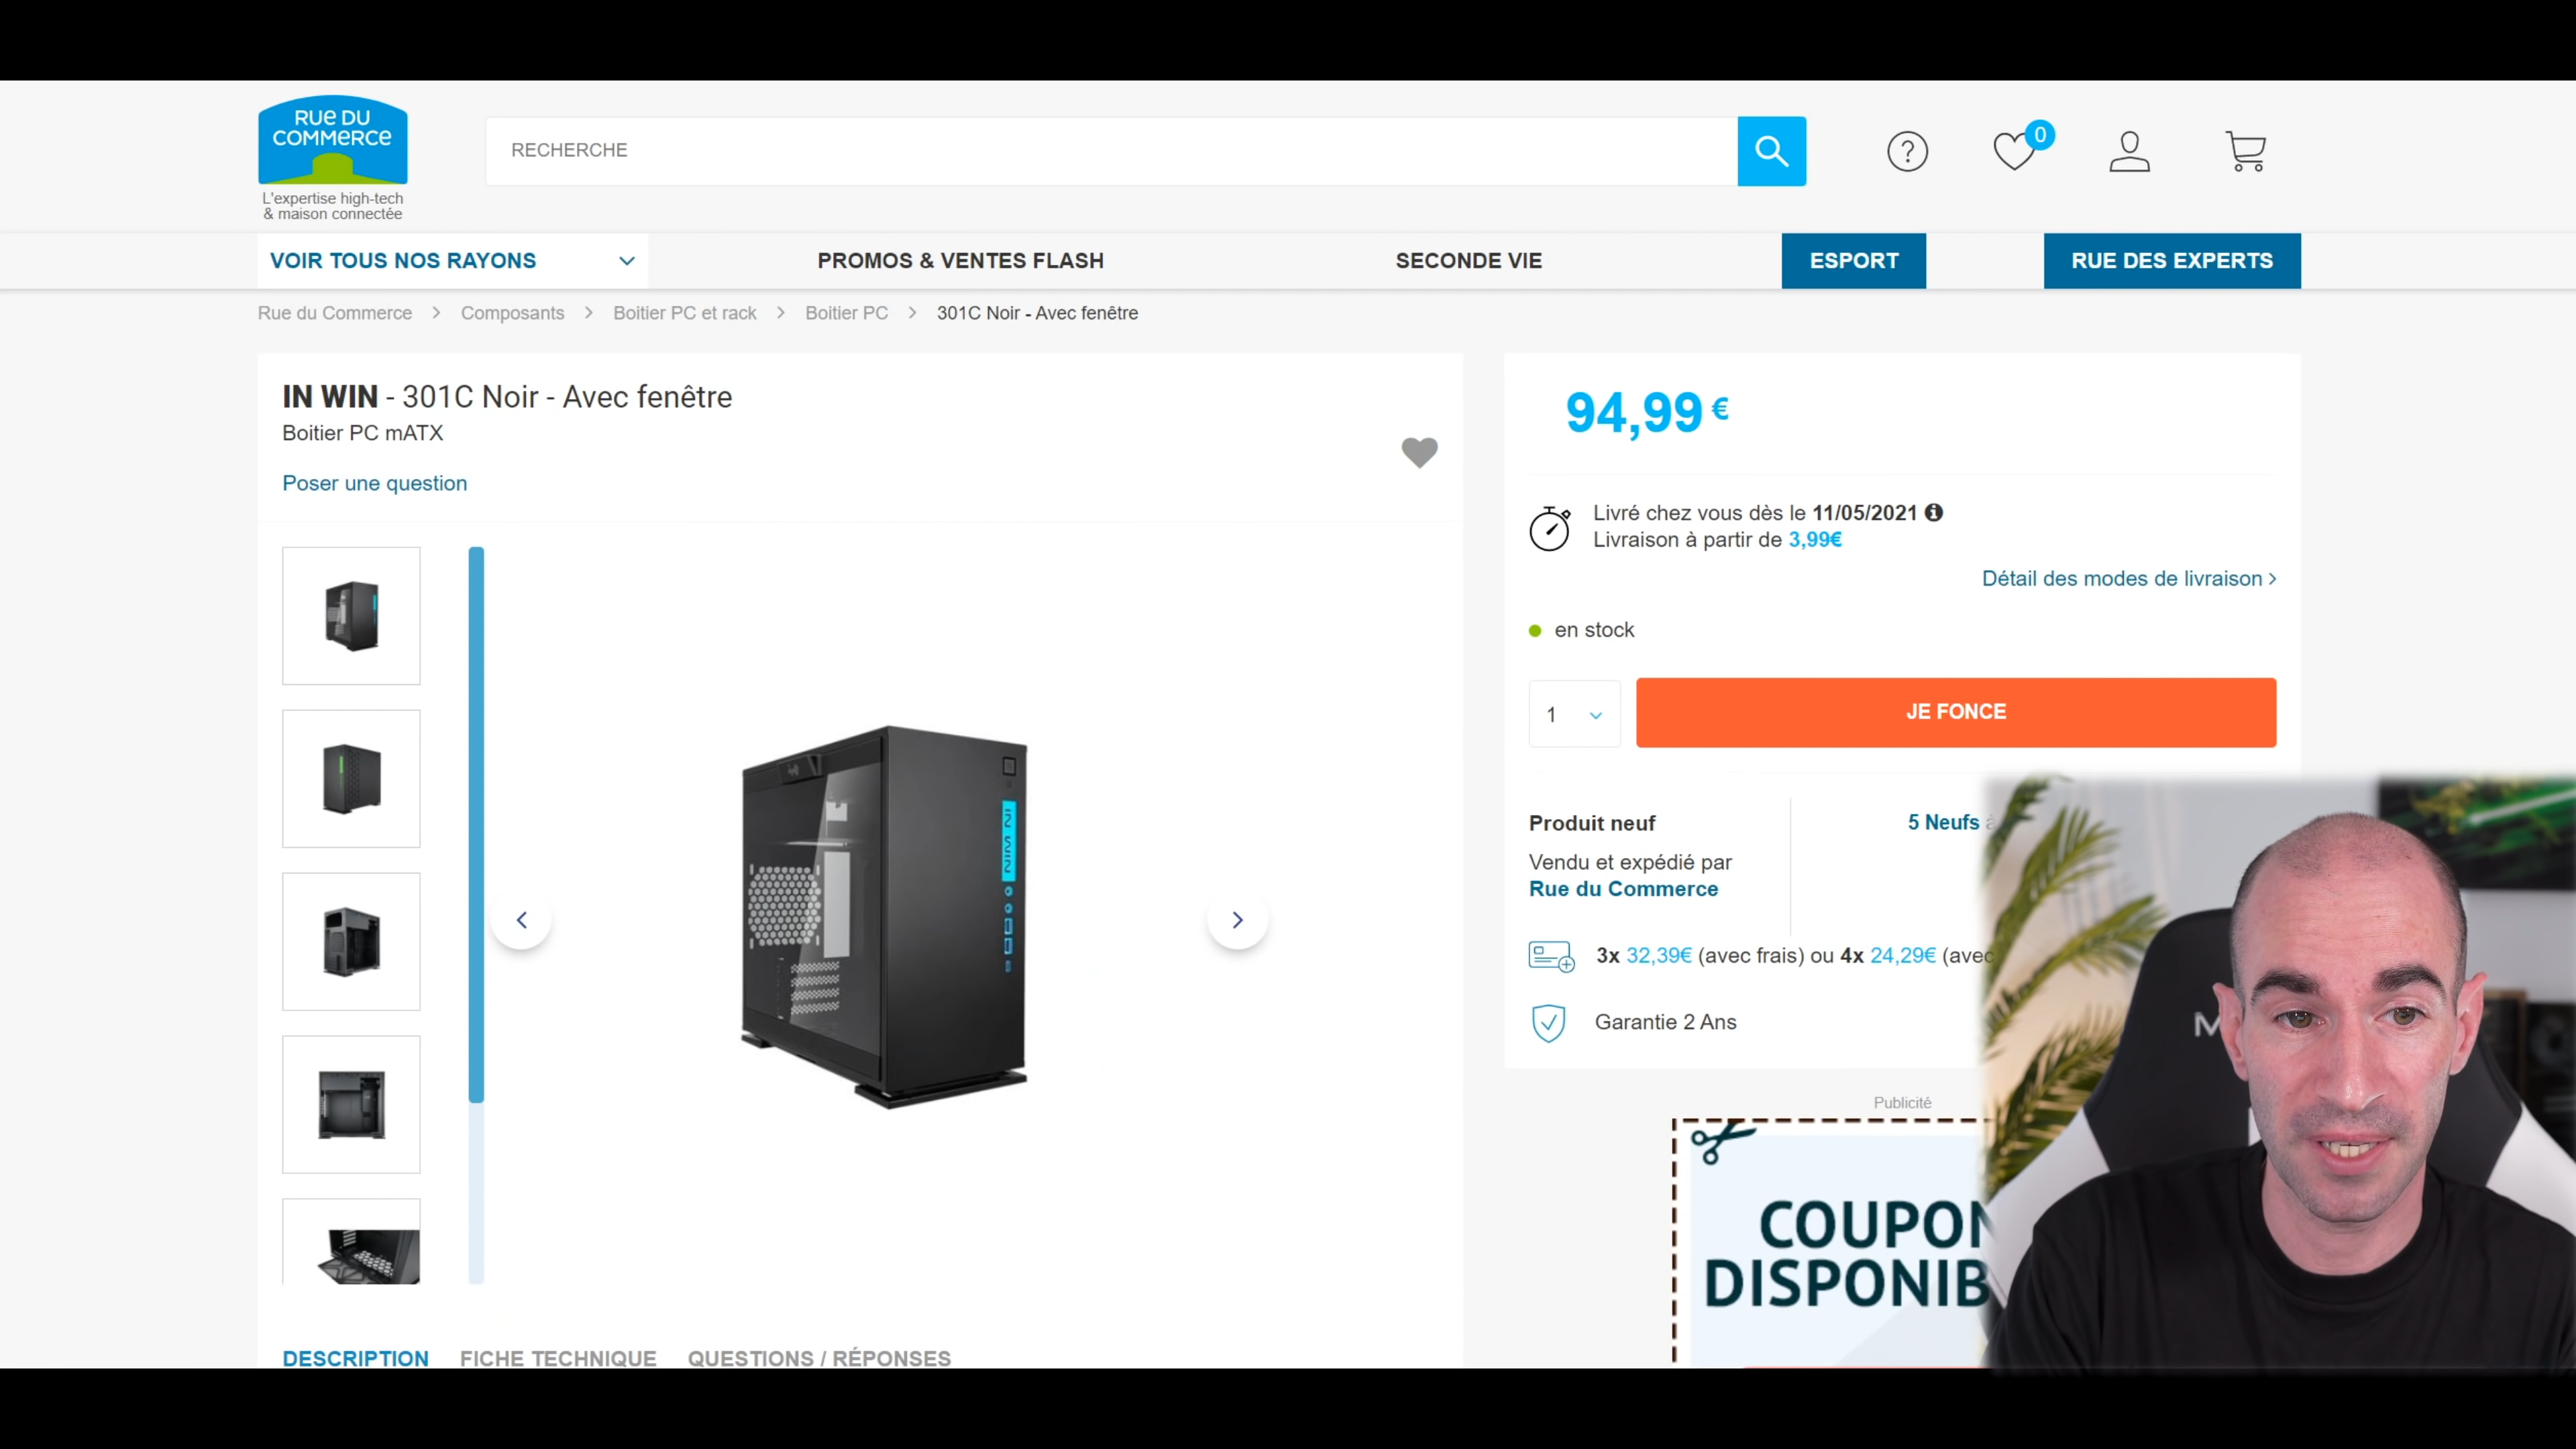 RUE DU
COMMERCE
L'expertise high-tech
& maison connectée
RECHERCHE
0
VOIR TOUS NOS RAYONS
PROMOS & VENTES FLASH
SECONDE VIE
ESPORT
RUE DES EXPERTS
Rue du Commerce > Composants > Boitier PC et rack > Boitier PC > 301C Noir - Avec fenêtre
IN WIN - 301C Noir - Avec fenêtre
Boitier PC mATX
Poser une question
IN WIN
94,99 €
Livré chez vous dès le 11/05/2021
Livraison à partir de 3,99€
Détail des modes de livraison >
en stock
1
JE FONCE
Produit neuf
5 Neufs
Vendu et expédié par
Rue du Commerce
3x 32,39€ (avec frais) ou 4x 24,29€ (avec
Garantie 2 Ans
Publicité
COUPON
DISPONIB
DESCRIPTION
FICHE TECHNIQUE
QUESTIONS / RÉPONSES